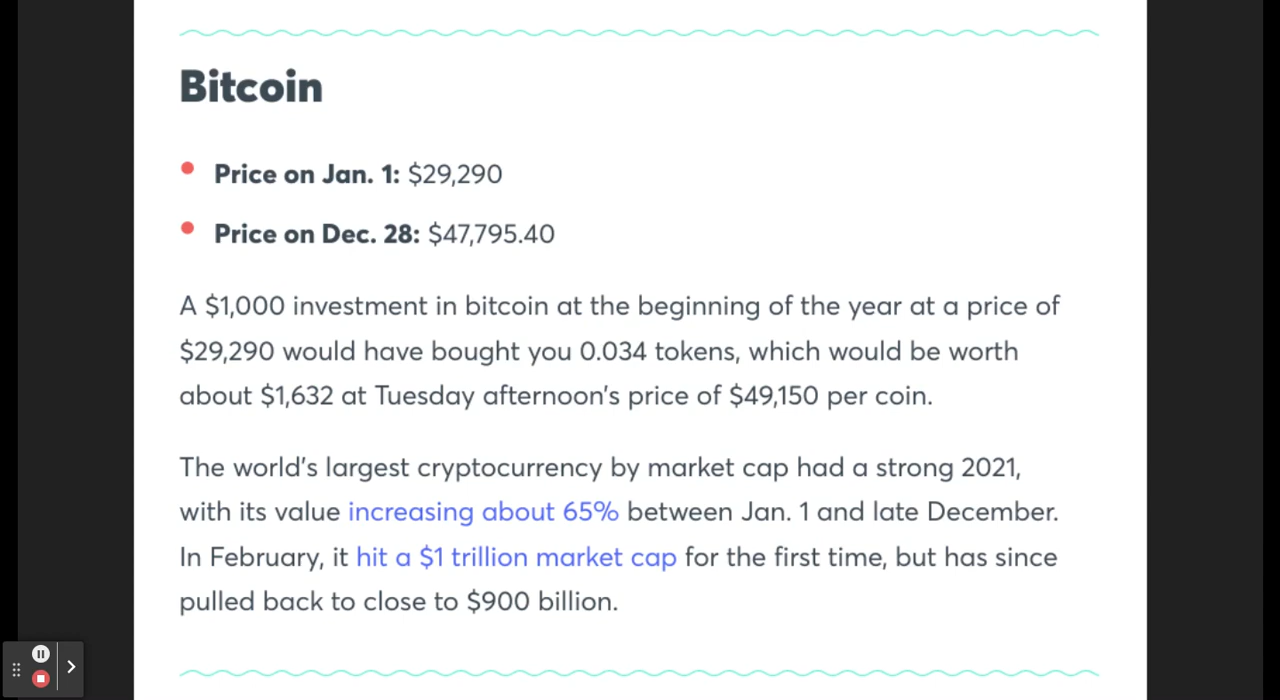 Bitcoin
Price on Jan. 1: $29,290
Price on Dec. 28: $47,795.40
A $1,000 investment in bitcoin at the beginning of the year at a price of
$29,290 would have bought you 0.034 tokens, which would be worth
about $1,632 at Tuesday afternoon's price of $49,150 per coin.
The world's largest cryptocurrency by market cap had a strong 2021,
with its value increasing about 65% between Jan. 1 and late December.
In February, it hit a $1 trillion market cap for the first time, but has since
pulled back to close to $900 billion.